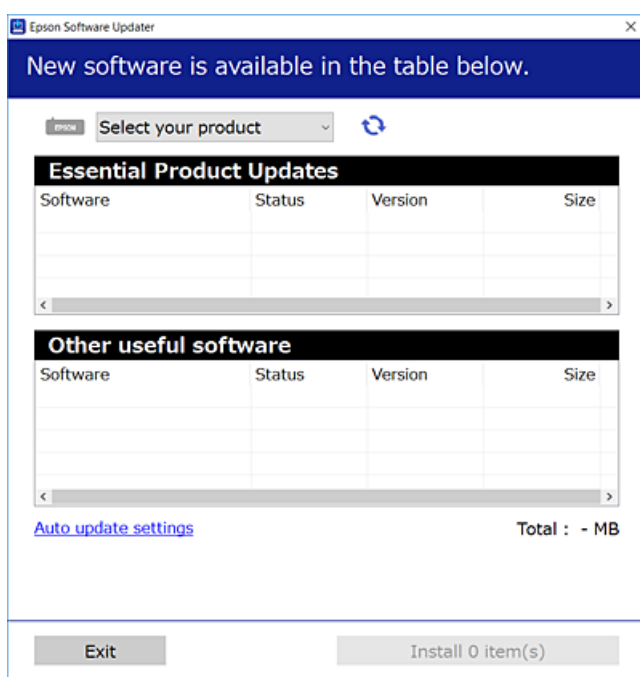 Epson Software Updater
New software is available in the table below.
EPSON
Select your product
Essential Product Updates
Software Status Version Size
Other useful software
Software Status Version Size
Auto update settings
Total : - MB
Exit
Install 0 item(s)